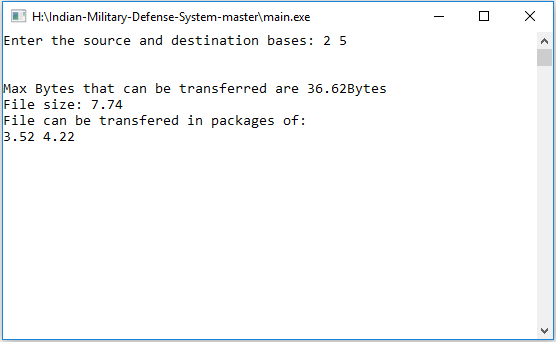 H:\Indian-Military-Defense-System-master\main.exe
Enter the source and destination bases: 2 5
Max Bytes that can be transferred are 36.62Bytes
File size: 7.74
File can be transfered in packages of:
3.52 4.22